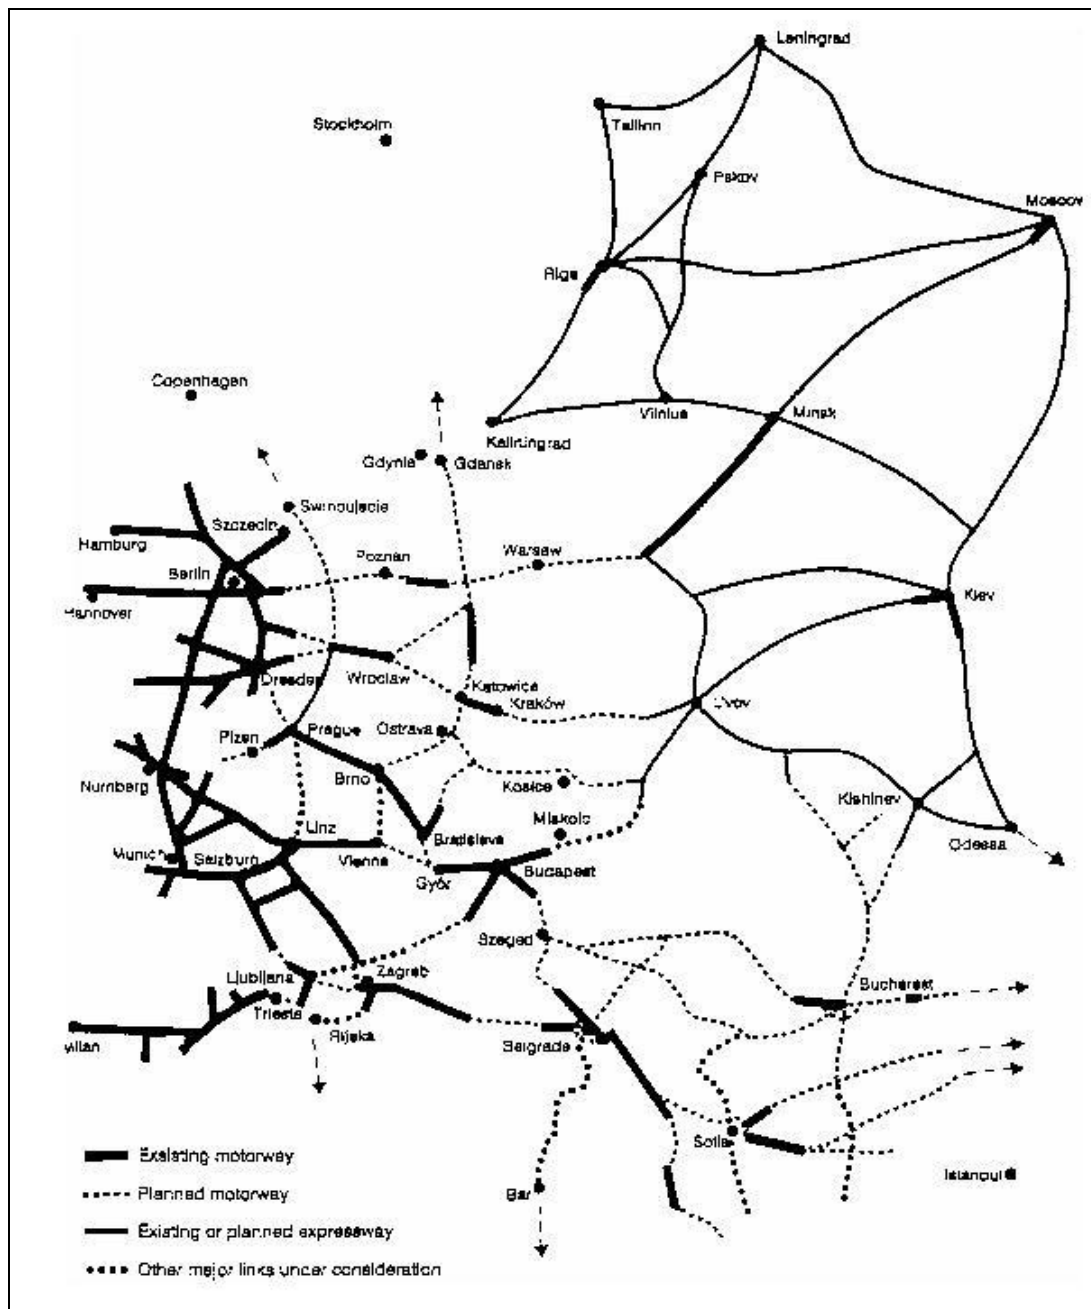 Leningrad
Tallinn
Stockholm
Pskov
Moscow
Riga
Copenhagen
Vilnius
Minsk
Kaliningrad
Gdynia
Gdansk
Swinoujscie
Szczecin
Hamburg
Poznan
Warsaw
Berlin
Kiev
Hannover
Dresden
Wroclaw
Katowice
Kraków
Lvov
Plzen
Prague
Ostrava
Nurnberg
Brno
Kosice
Kishinev
Miskolc
Linz
Bratislava
Odessa
Munich
Salzburg
Vienna
Budapest
Györ
Szeged
Ljubljana
Zagreb
Bucharest
Trieste
Rijeka
Milan
Belgrade
Sofia
Existing motorway
Istanbul
Planned motorway
Bar
Existing or planned expressway
Other major links under consideration